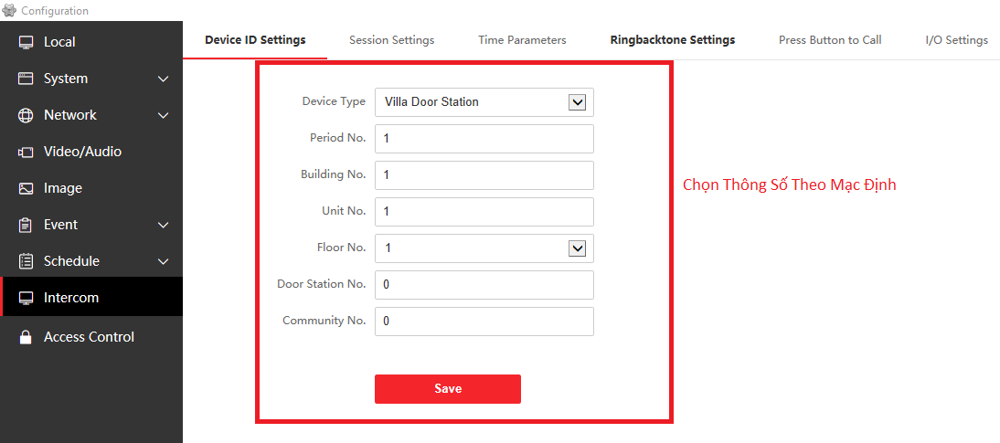 Configuration
Local
System
Network
Video/Audio
Image
Event
Schedule
Intercom
Access Control
Device ID Settings Session Settings Time Parameters Ringbacktone Settings Press Button to Call I/O Settings
Device Type Villa Door Station
Period No. 1
Building No. 1
Unit No. 1
Floor No. 1
Door Station No. 0
Community No. 0
Save
Chọn Thông Số Theo Mạc Định